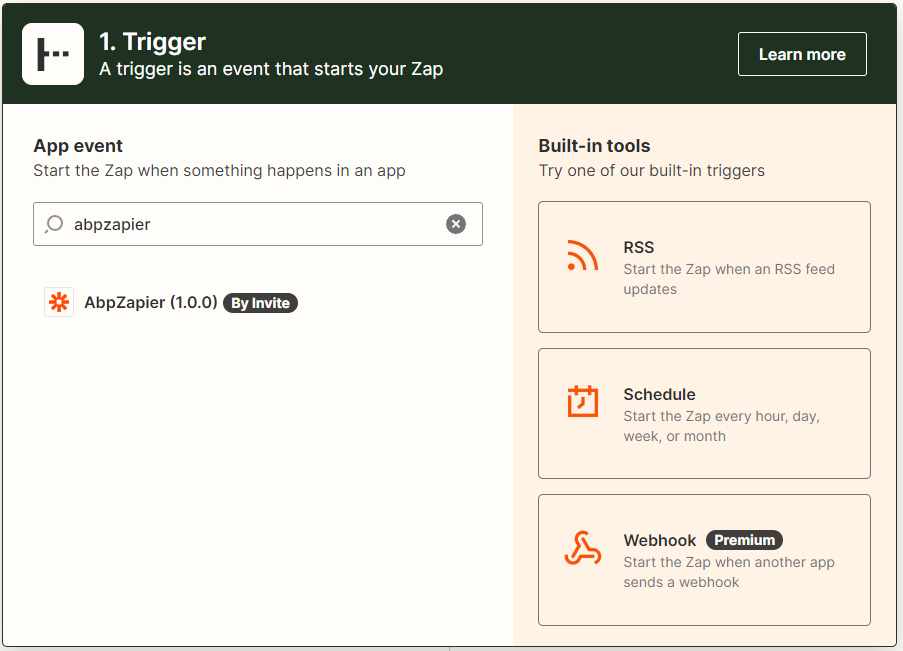 1. Trigger
A trigger is an event that starts your Zap
Learn more
App event
Start the Zap when something happens in an app
abpzapier
AbpZapier (1.0.0) By Invite
Built-in tools
Try one of our built-in triggers
RSS
Start the Zap when an RSS feed
updates
Schedule
Start the Zap every hour, day,
week, or month
Webhook Premium
Start the Zap when another app
sends a webhook